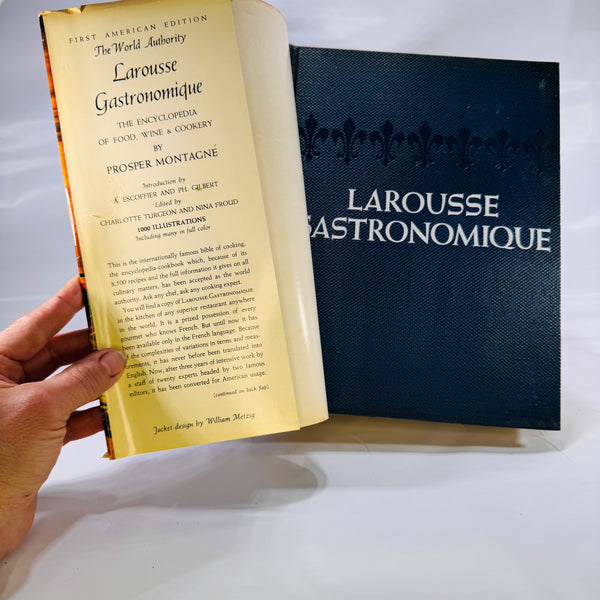 FIRST AMERICAN EDITION
The World Authority
Larousse
Gastronomique
THE ENCYCLOPEDIA
OF FOOD, WINE & COOKERY
BY
PROSPER MONTAGNÉ
Introduction by
A. ESCOFFIER AND PH. GILBERT
Edited by
CHARLOTTE TURGEON AND NINA FROUD
1000 ILLUSTRATIONS
Including many in full color
This is the internationally famous bible of cooking,
the encyclopedia-cookbook which, because of its
8,500 recipes and the full information it gives on all
culinary matters, has been accepted as the world
authority. Ask any chef, ask any cooking expert.
You will find a copy of LAROUSSE GASTRONOMIQUE
in the kitchen of any superior restaurant anywhere
in the world. It is a prized possession of every
gourmet who knows French. But until now it has
been available only in the French language. Because
of the complexities of variations in terms and meas-
urements, it has never before been translated into
English. Now, after three years of intensive work by
a staff of twenty experts headed by two famous
editors, it has been converted for American usage.
(continued on back flap)
Jacket design by William Metzig
LAROUSSE
GASTRONOMIQUE